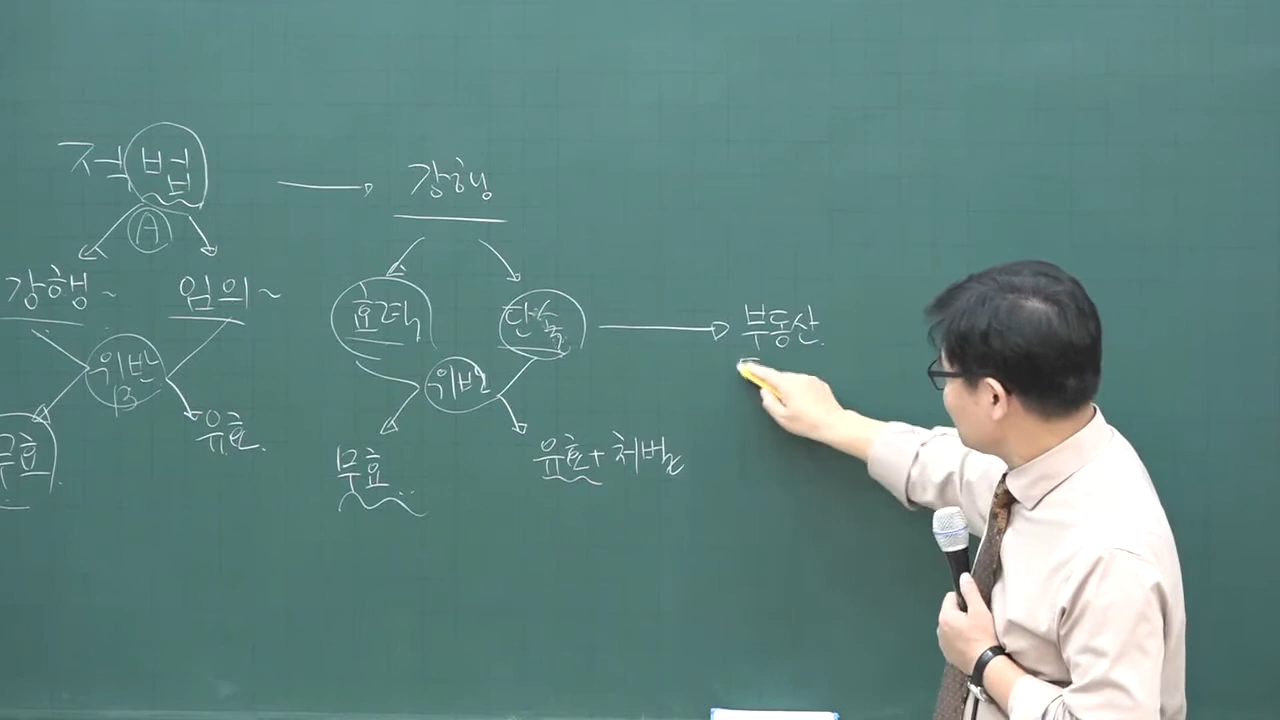 적법 → 강행
A
강행~ 임의~
효력 단속 → 부동산.
위반 위반
B
무효 유효.
무효 유효+처벌